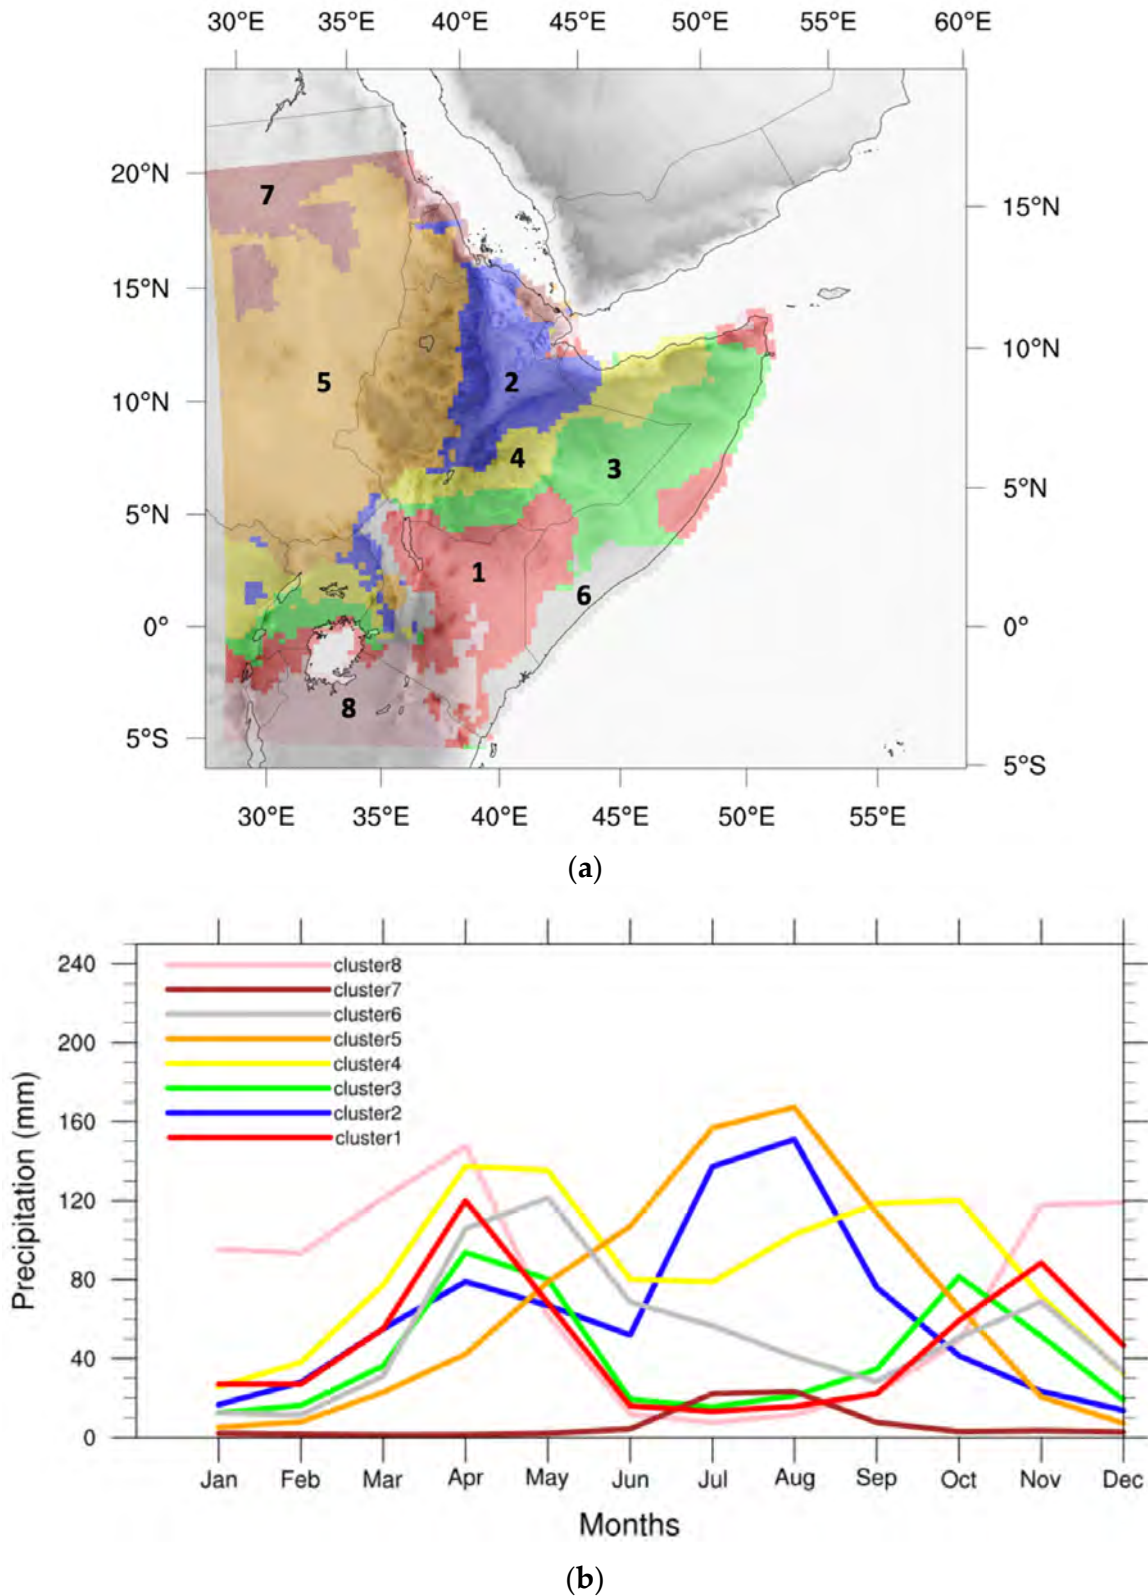 30°E 35°E 40°E 45°E 50°E 55°E 60°E
20°N
7
15°N
15°N
10°N
2
5
10°N
4
3
5°N
5°N
1
6
0°
0°
8
5°S
5°S
30°E 35°E 40°E 45°E 50°E 55°E
(a)
240
cluster8
cluster7
cluster6
200
cluster5
cluster4
cluster3
160
cluster2
cluster1
Precipitation (mm)
120
80
40
0
Jan Feb Mar Apr May Jun Jul Aug Sep Oct Nov Dec
Months
(b)